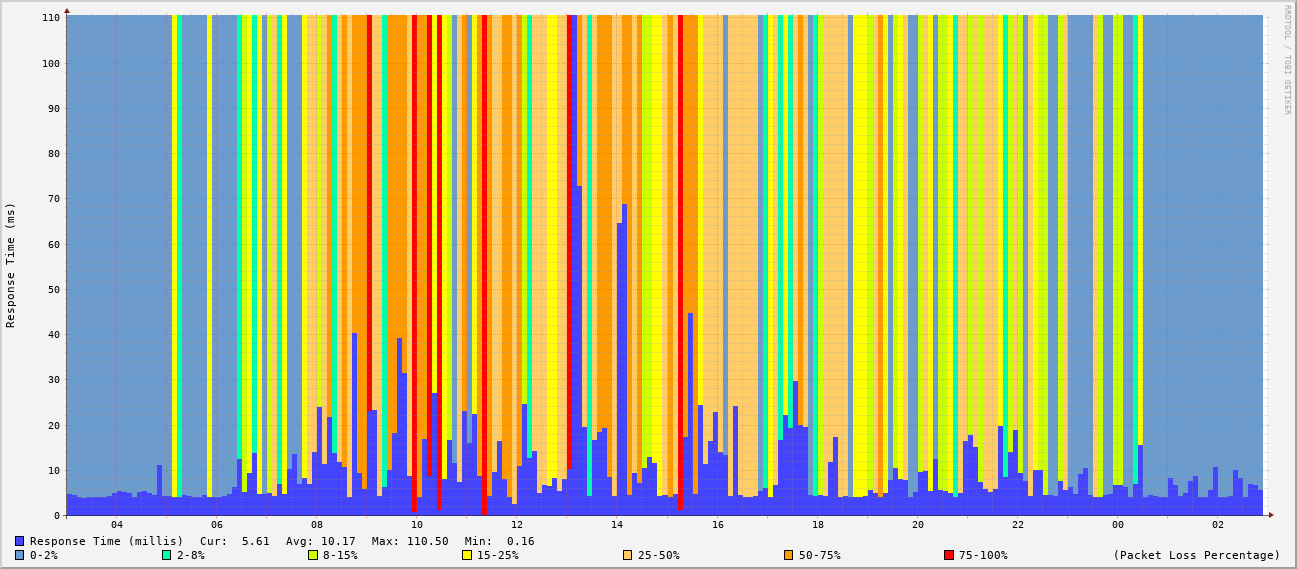 110
100
90
80
70
60
50
40
30
20
10
0
Response Time (ms)
RRDTOOL / TOBI OETIKER
04 06 08 10 12 14 16 18 20 22 00 02
Response Time (millis) Cur: 5.61 Avg: 10.17 Max: 110.50 Min: 0.16
0-2% 2-8% 8-15% 15-25% 25-50% 50-75% 75-100% (Packet Loss Percentage)